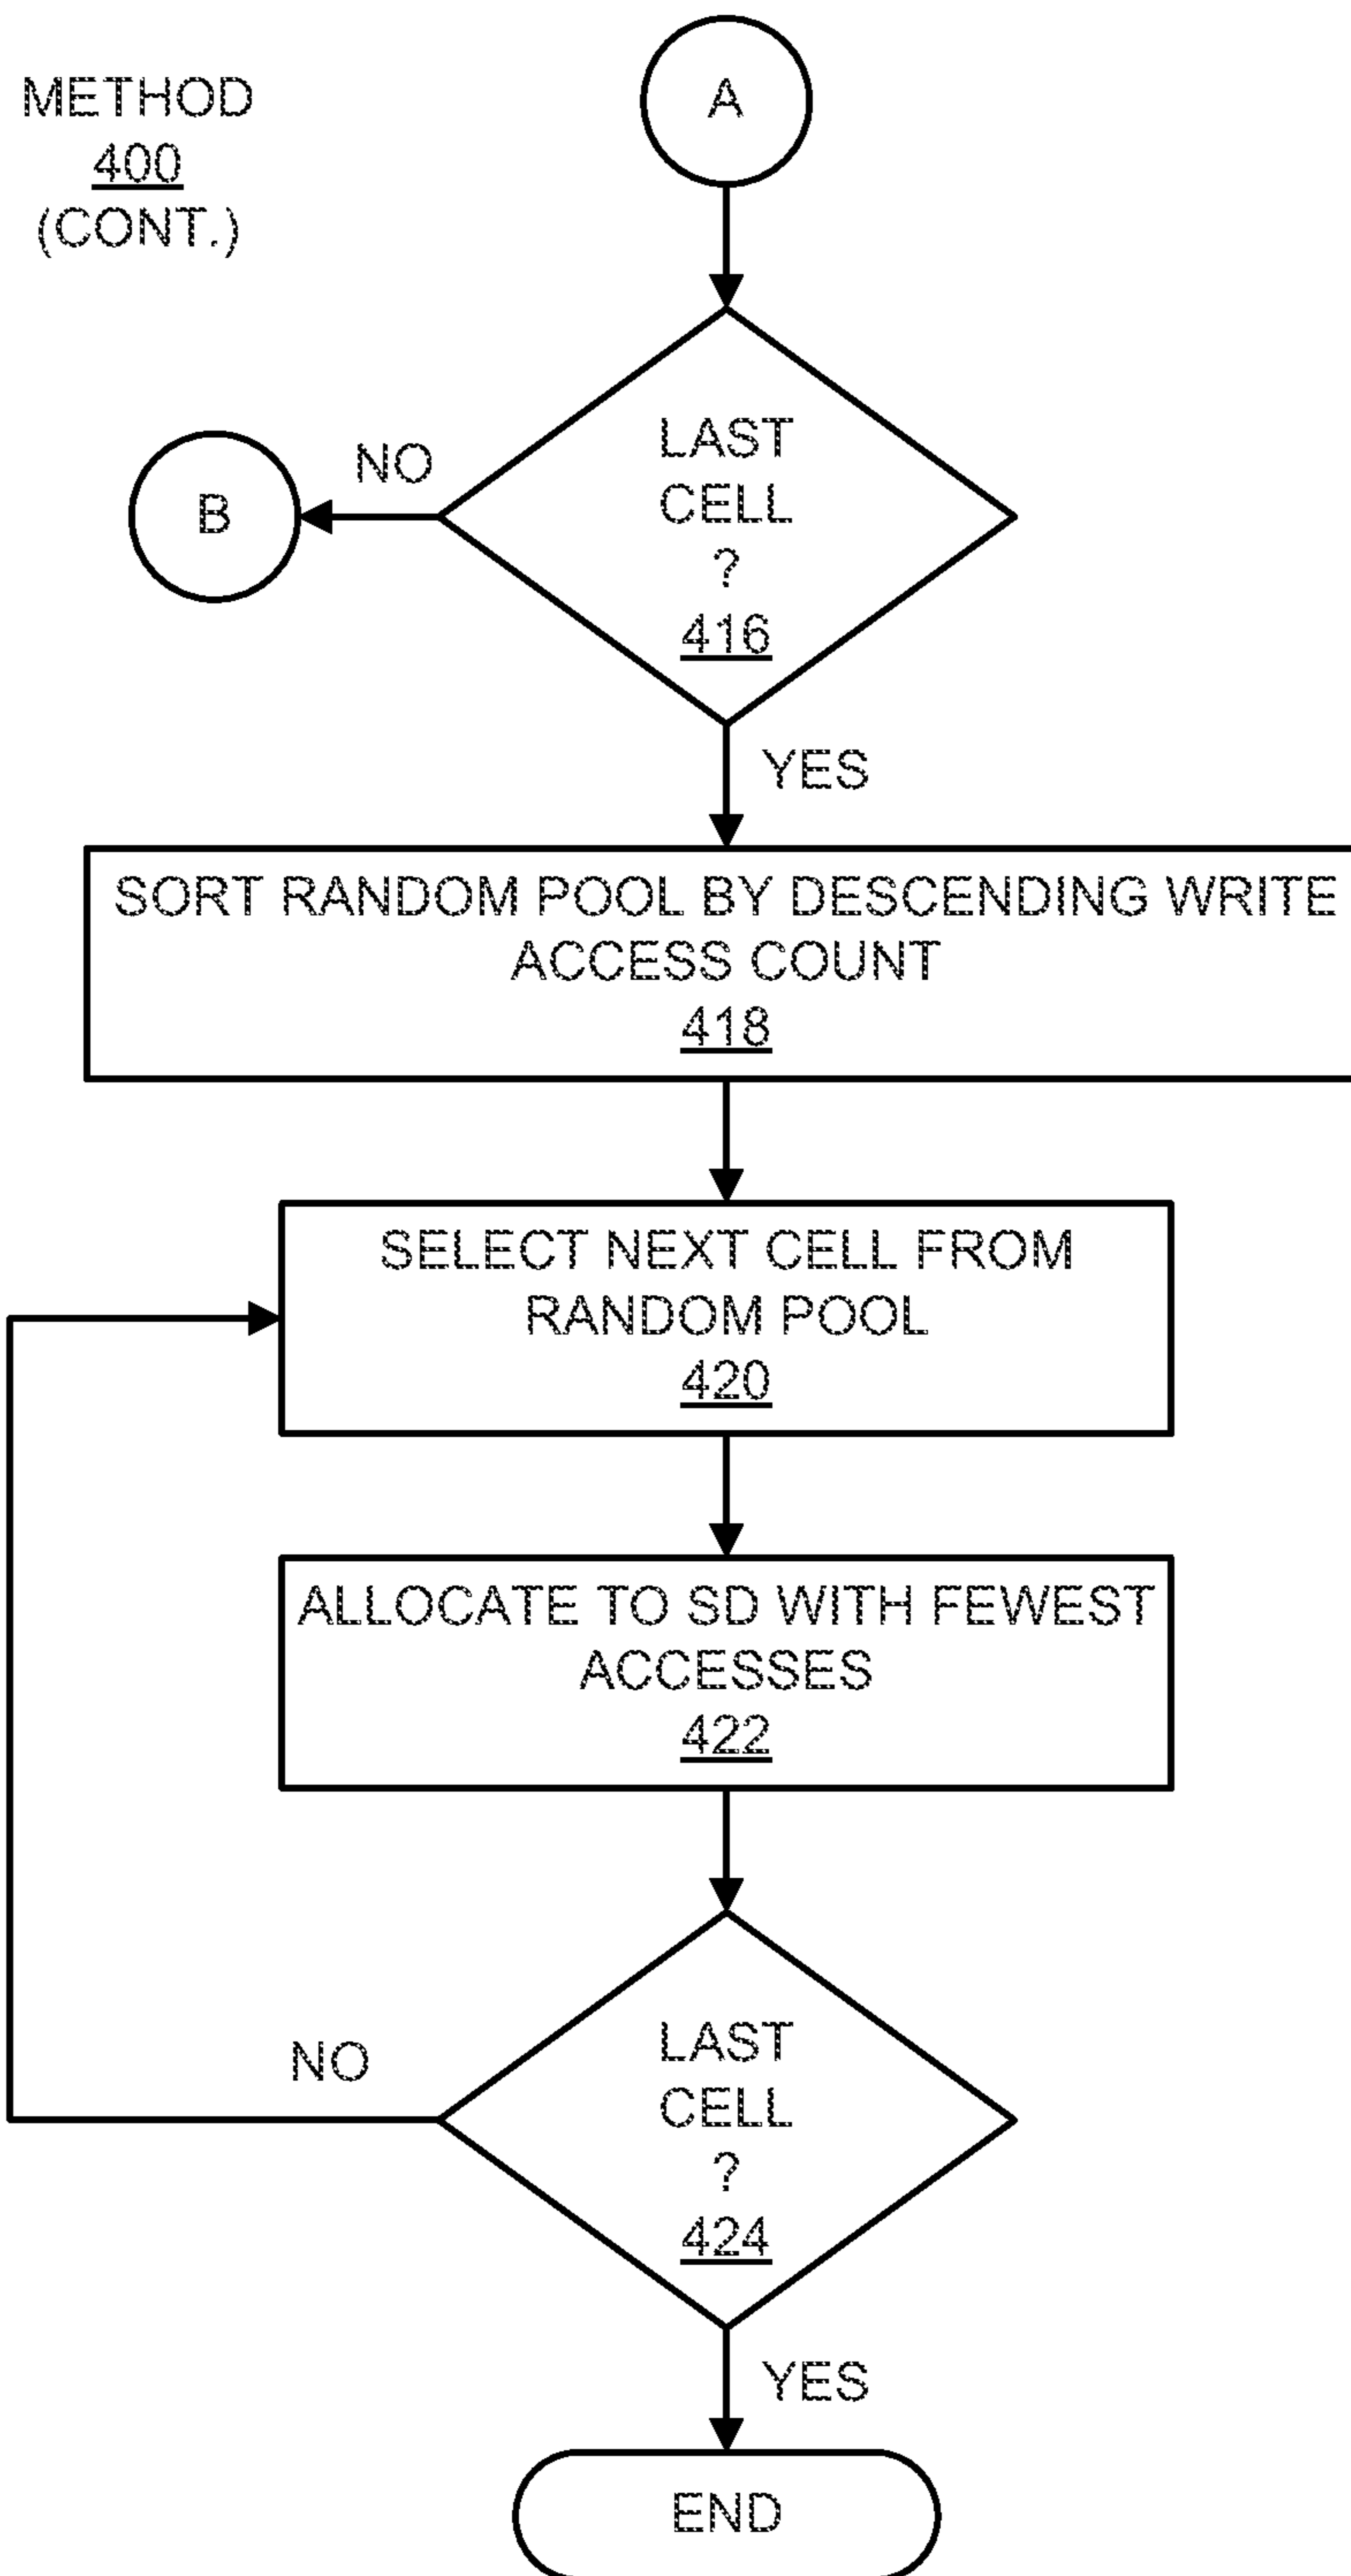 METHOD
400
(CONT.)
A
LAST
CELL
?
416
NO
B
YES
SORT RANDOM POOL BY DESCENDING WRITE
ACCESS COUNT
418
SELECT NEXT CELL FROM
RANDOM POOL
420
ALLOCATE TO SD WITH FEWEST
ACCESSES
422
LAST
CELL
?
424
NO
YES
END